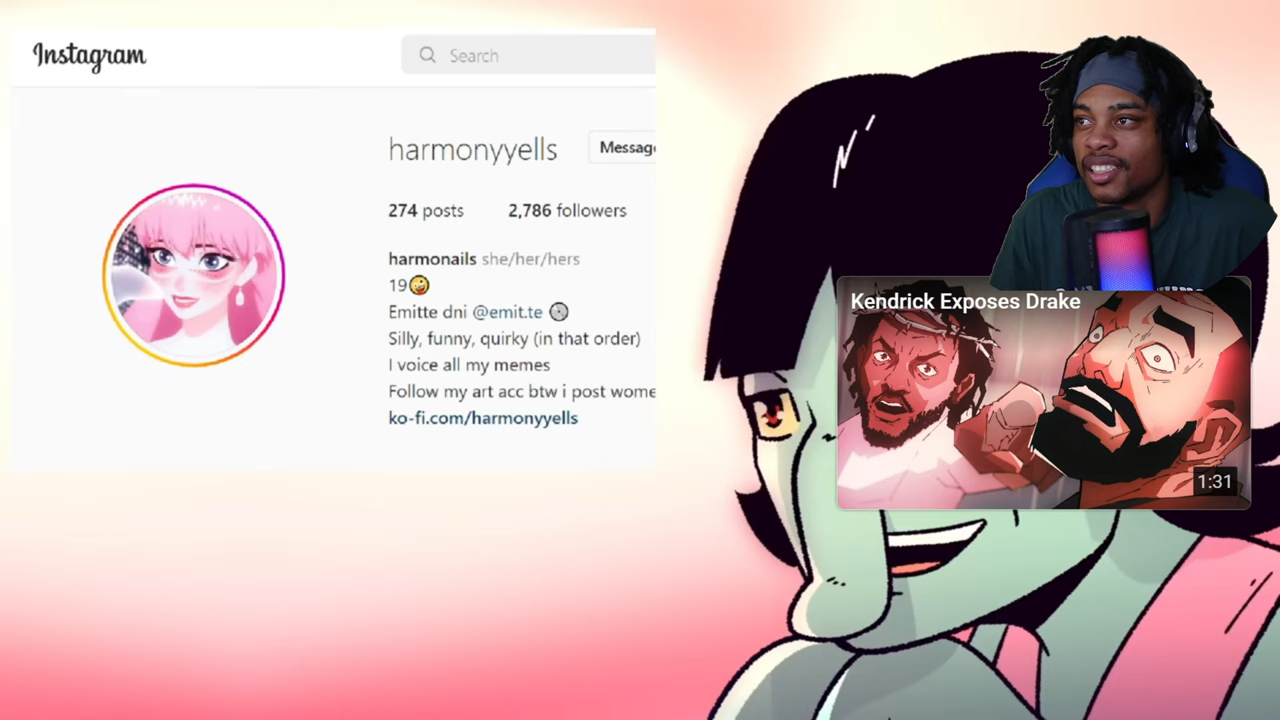 Instagram
Search
harmonyyells
Messag
274 posts 2,786 followers
harmonails she/her/hers
19🤪
Emitte dni @emit.te
Silly, funny, quirky (in that order)
I voice all my memes
Follow my art acc btw i post wome
ko-fi.com/harmonyyells
Kendrick Exposes Drake
1:31